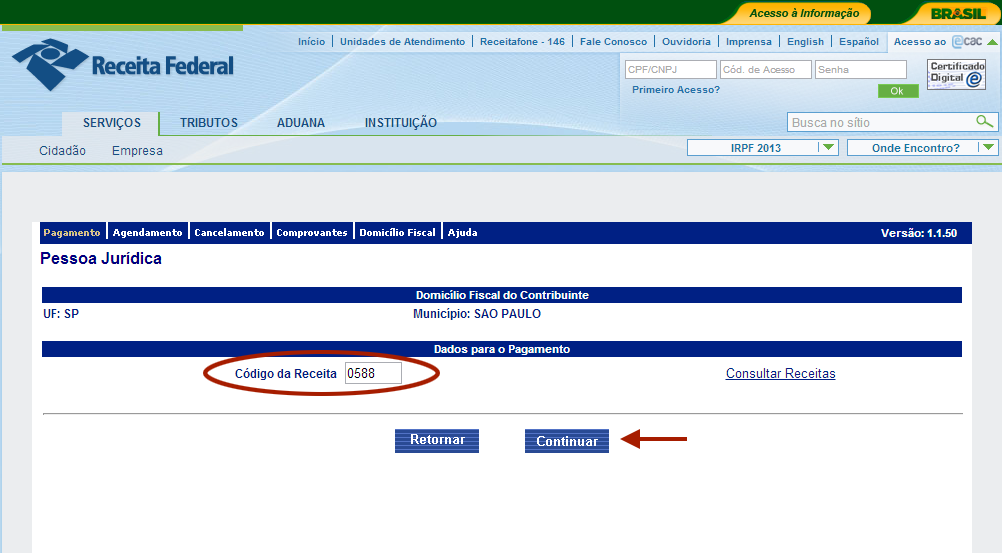 Acesso à Informação BRASIL
Início | Unidades de Atendimento | Receitafone - 146 | Fale Conosco | Ouvidoria | Imprensa | English | Español Acesso ao eCAC
Receita Federal
CPF/CNPJ Cód. de Acesso Senha
Certificado Digital
Primeiro Acesso?
Ok
SERVIÇOS TRIBUTOS ADUANA INSTITUIÇÃO
Busca no sítio
Cidadão Empresa
IRPF 2013 Onde Encontro?
Pagamento Agendamento Cancelamento Comprovantes Domicílio Fiscal Ajuda Versão: 1.1.50
Pessoa Jurídica
Domicílio Fiscal do Contribuinte
UF: SP Município: SAO PAULO
Dados para o Pagamento
Código da Receita 0588 Consultar Receitas
Retornar Continuar